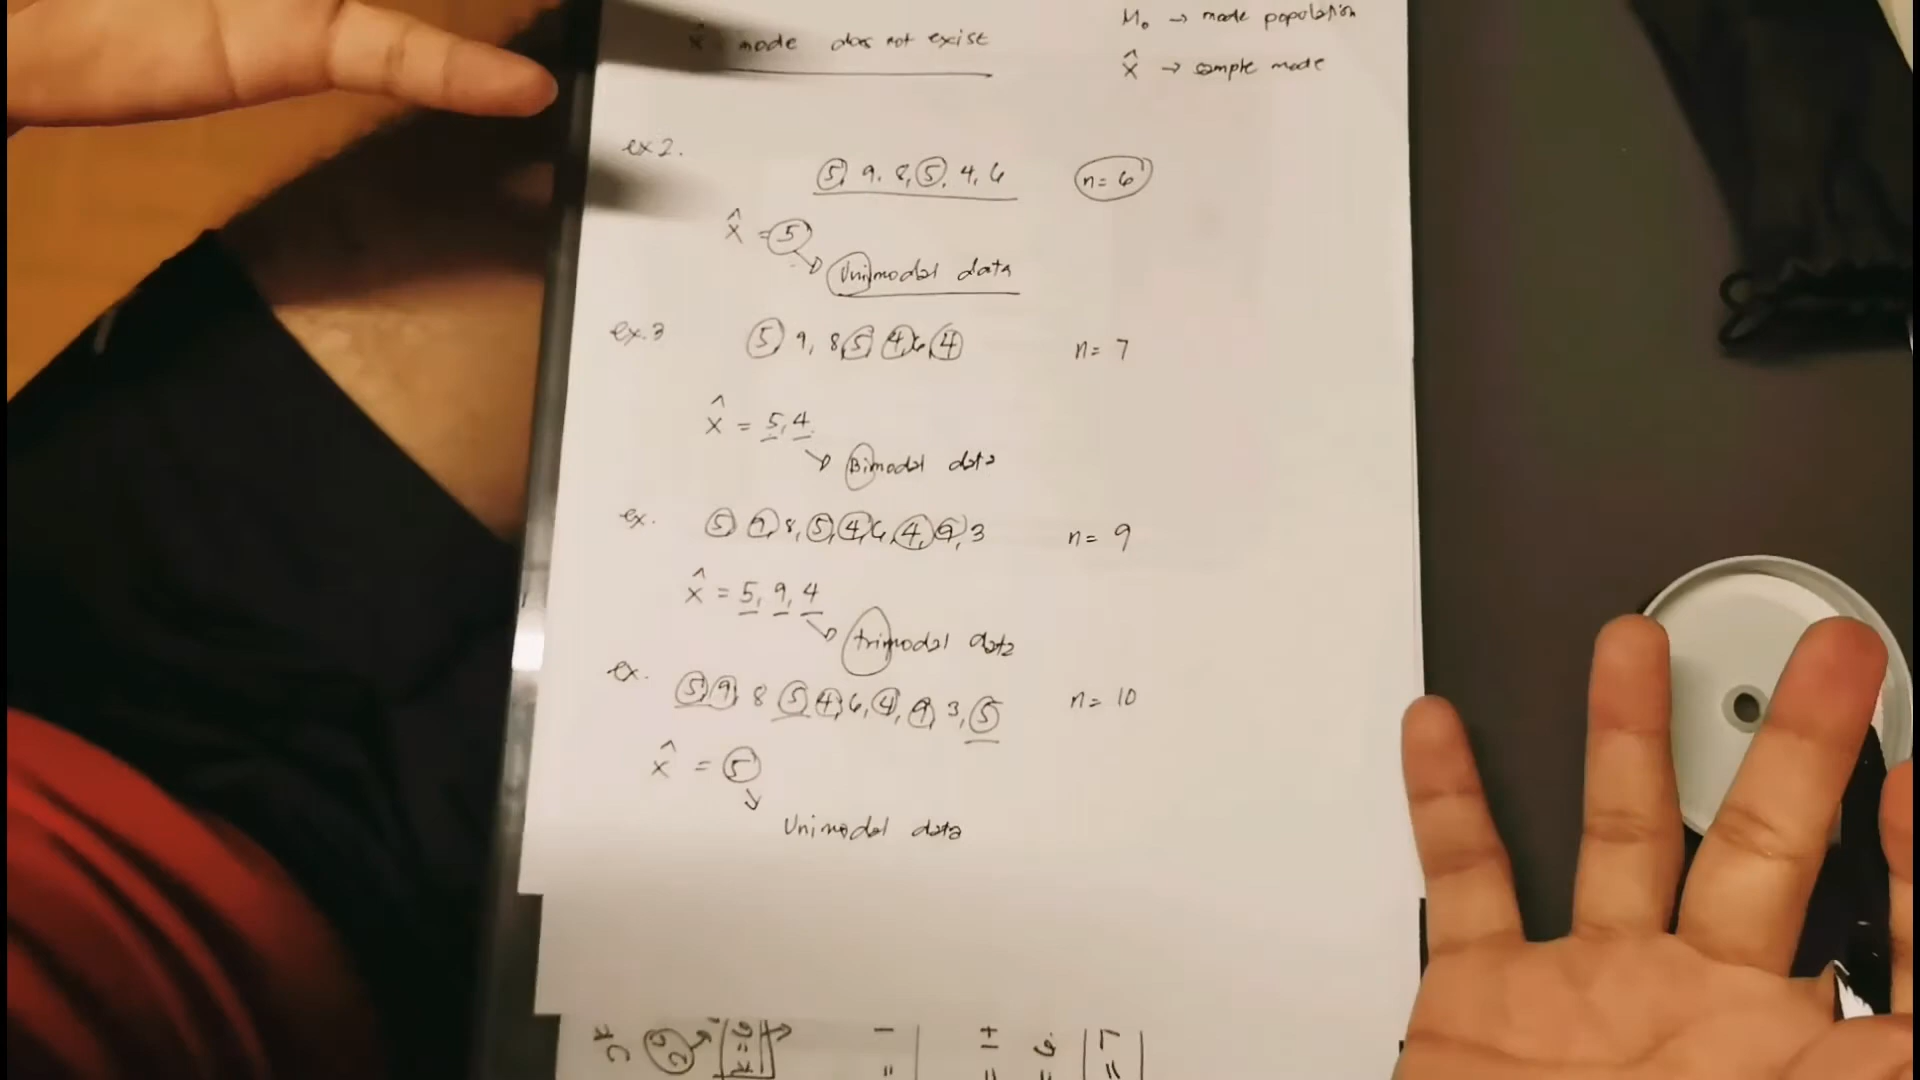 x̂ mode does not exist
M₀ → mode population
x̂ → sample mode
ex 2.
5, 9, 8, 5, 4, 6
n = 6
x̂ = 5
Unimodal data
ex. 3
5, 9, 8, 5, 4, 6, 4
n = 7
x̂ = 5, 4
Bimodal data
ex.
5, 9, 8, 5, 4, 6, 4, 9, 3
n = 9
x̂ = 5, 9, 4
trimodal data
ex.
5, 9, 8 5 4, 6, 4, 9, 3, 5
n = 10
x̂ = 5
Unimodal data